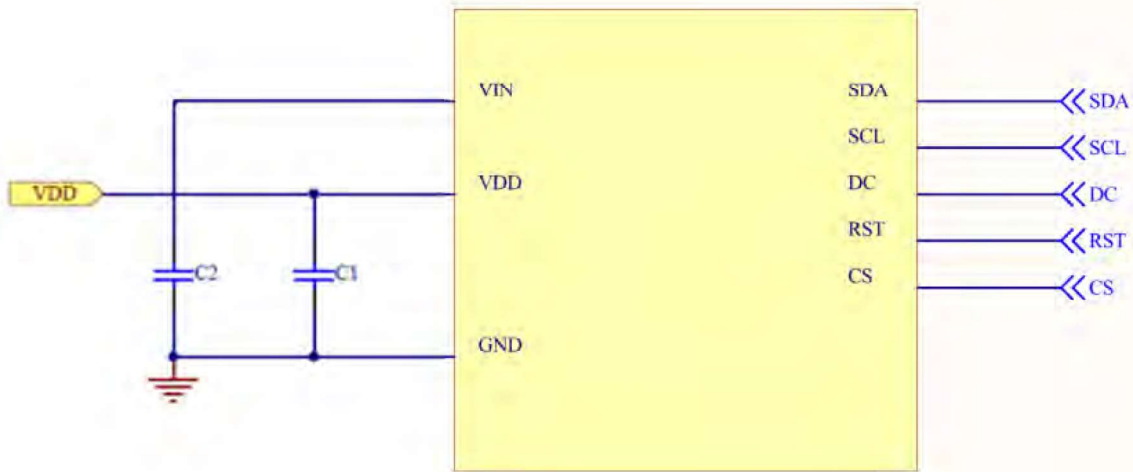 VIN
SDA
SDA
SCL
SCL
VDD
VDD
DC
DC
RST
RST
C2
C1
CS
CS
GND